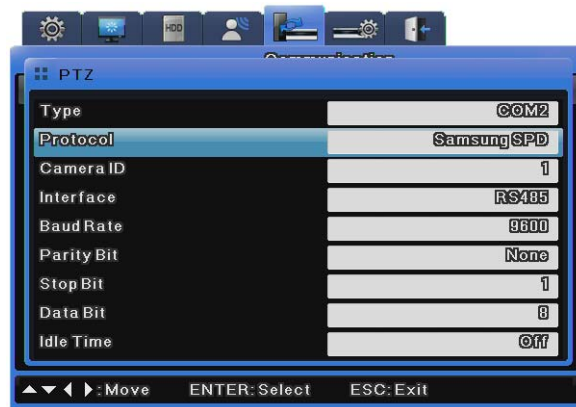 HDD
Communication
PTZ
Type COM2
Protocol Samsung SPD
Camera ID 1
Interface RS485
Baud Rate 9600
Parity Bit None
Stop Bit 1
Data Bit 8
Idle Time Off
:Move ENTER:Select ESC:Exit